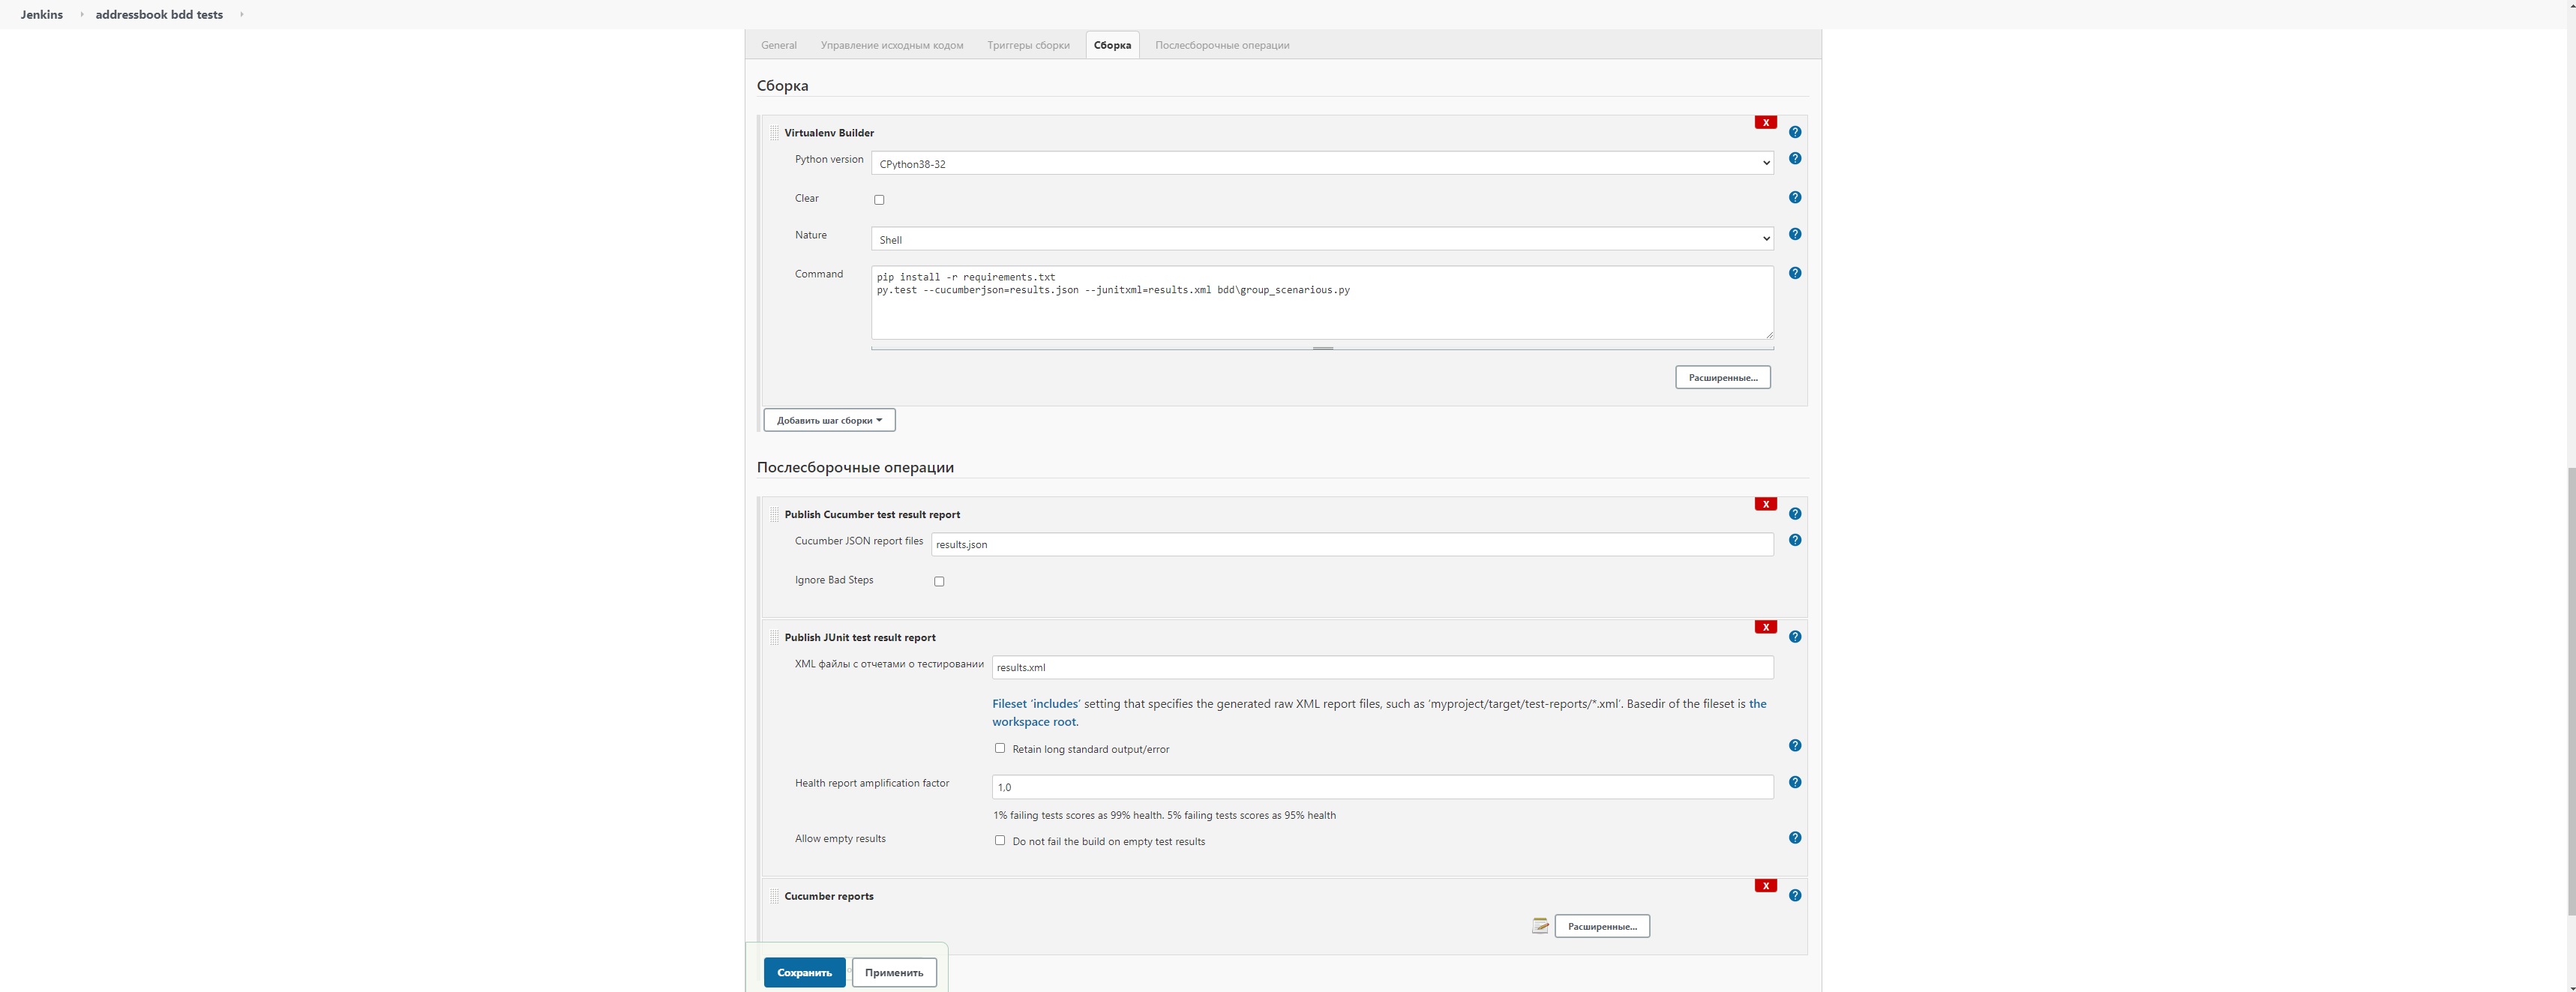 Jenkins addressbook bdd tests
General Управление исходным кодом Триггеры сборки Сборка Послесборочные операции
Сборка
X
Virtualenv Builder
Python version CPython38-32
Clear
Nature Shell
Command pip install -r requirements.txt
py.test --cucumberjson=results.json --junitxml=results.xml bdd\group_scenarious.py
Расширенные...
Добавить шаг сборки
Послесборочные операции
X
Publish Cucumber test result report
Cucumber JSON report files results.json
Ignore Bad Steps
X
Publish JUnit test result report
XML файлы с отчетами о тестировании results.xml
Fileset 'includes' setting that specifies the generated raw XML report files, such as 'myproject/target/test-reports/*.xml'. Basedir of the fileset is the
workspace root.
Retain long standard output/error
Health report amplification factor 1,0
1% failing tests scores as 99% health. 5% failing tests scores as 95% health
Allow empty results Do not fail the build on empty test results
X
Cucumber reports
Расширенные...
Сохранить Применить